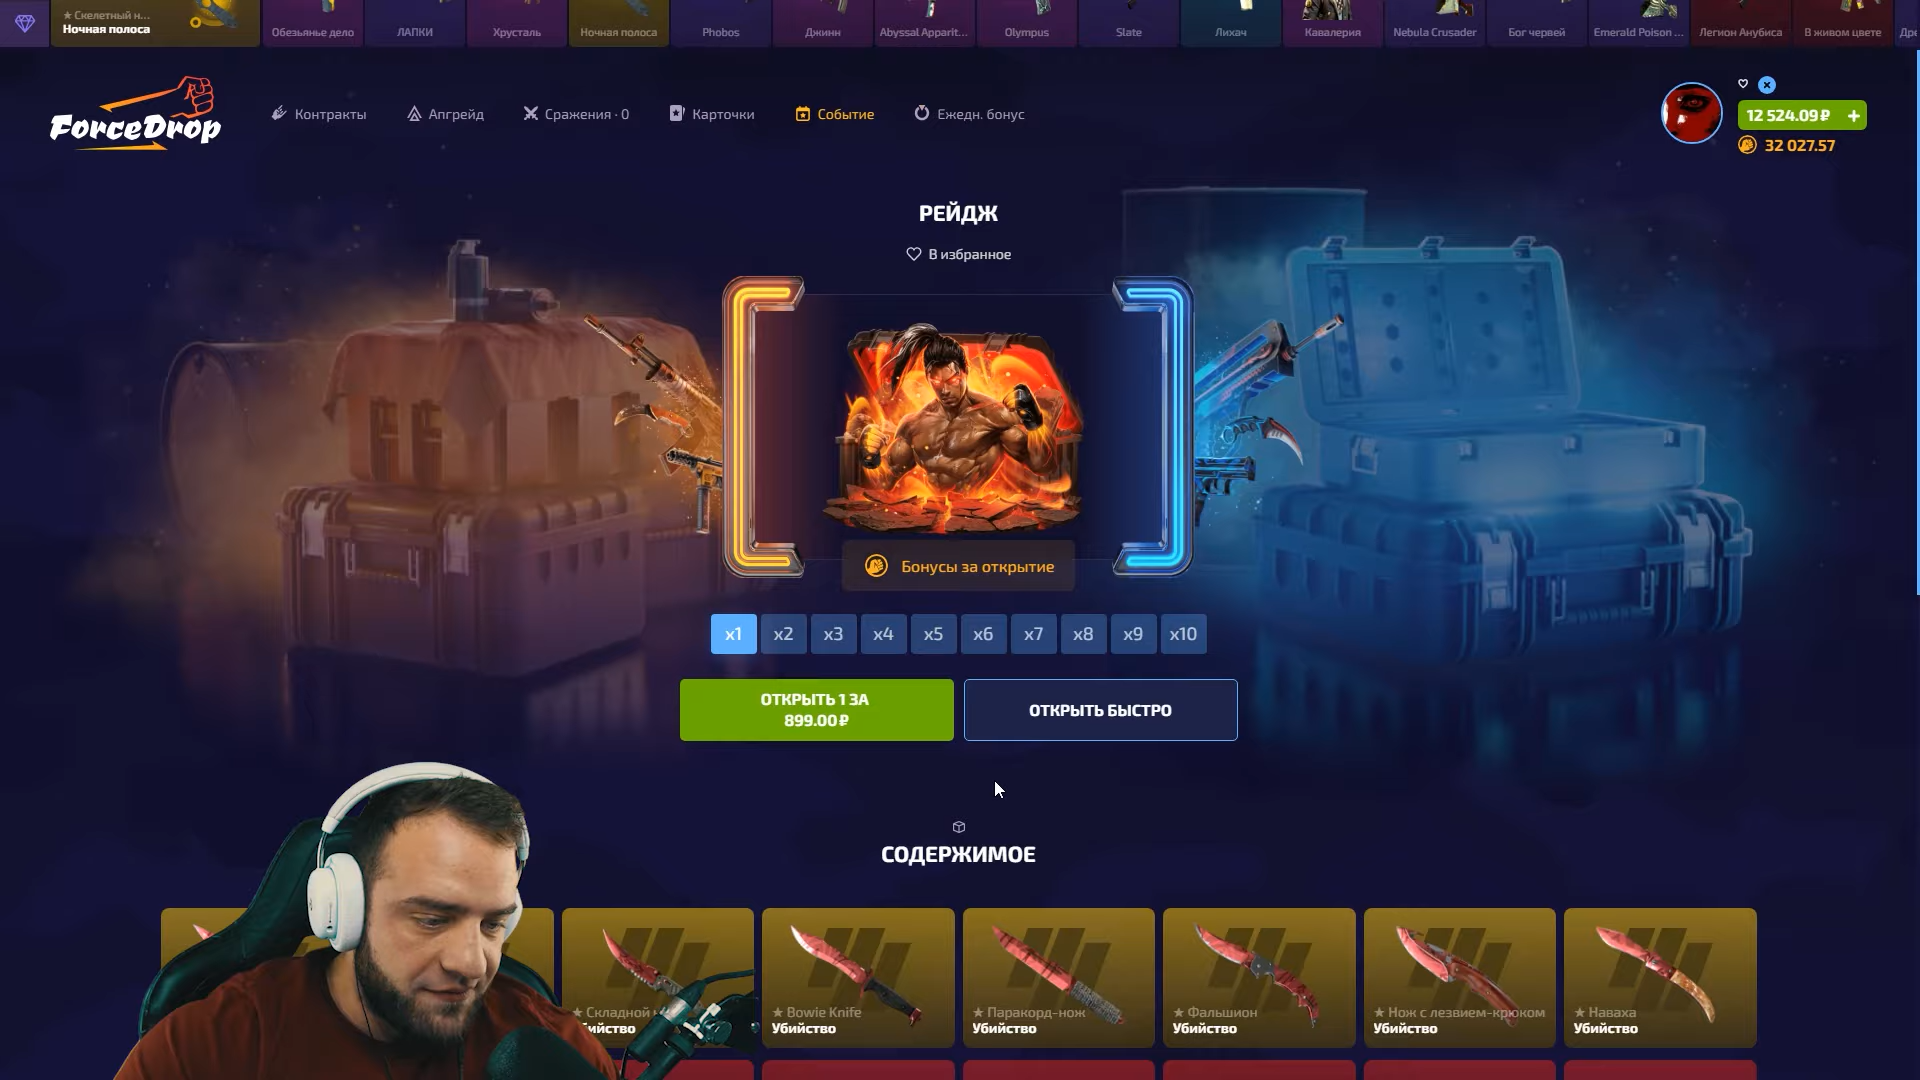 ★ Скелетный н...
Ночная полоса
Обезьянье дело
ЛАПКИ
Хрусталь
Ночная полоса
Phobos
Джинн
Abyssal Apparit...
Olympus
Slate
Лихач
Кавалерия
Nebula Crusader
Бог червей
Emerald Poison ...
Легион Анубиса
В живом цвете
ForceDrop
Контракты
Апгрейд
Сражения · 0
Карточки
Событие
Ежедн. бонус
12 524.09 ₽ +
32 027.57
РЕЙДЖ
В избранное
Бонусы за открытие
x1 x2 x3 x4 x5 x6 x7 x8 x9 x10
ОТКРЫТЬ 1 ЗА
899.00 ₽
ОТКРЫТЬ БЫСТРО
СОДЕРЖИМОЕ
★ Складной
★ Bowie Knife
Убийство
★ Паракорд-нож
Убийство
★ Фальшион
Убийство
★ Нож с лезвием-крюком
Убийство
★ Наваха
Убийство